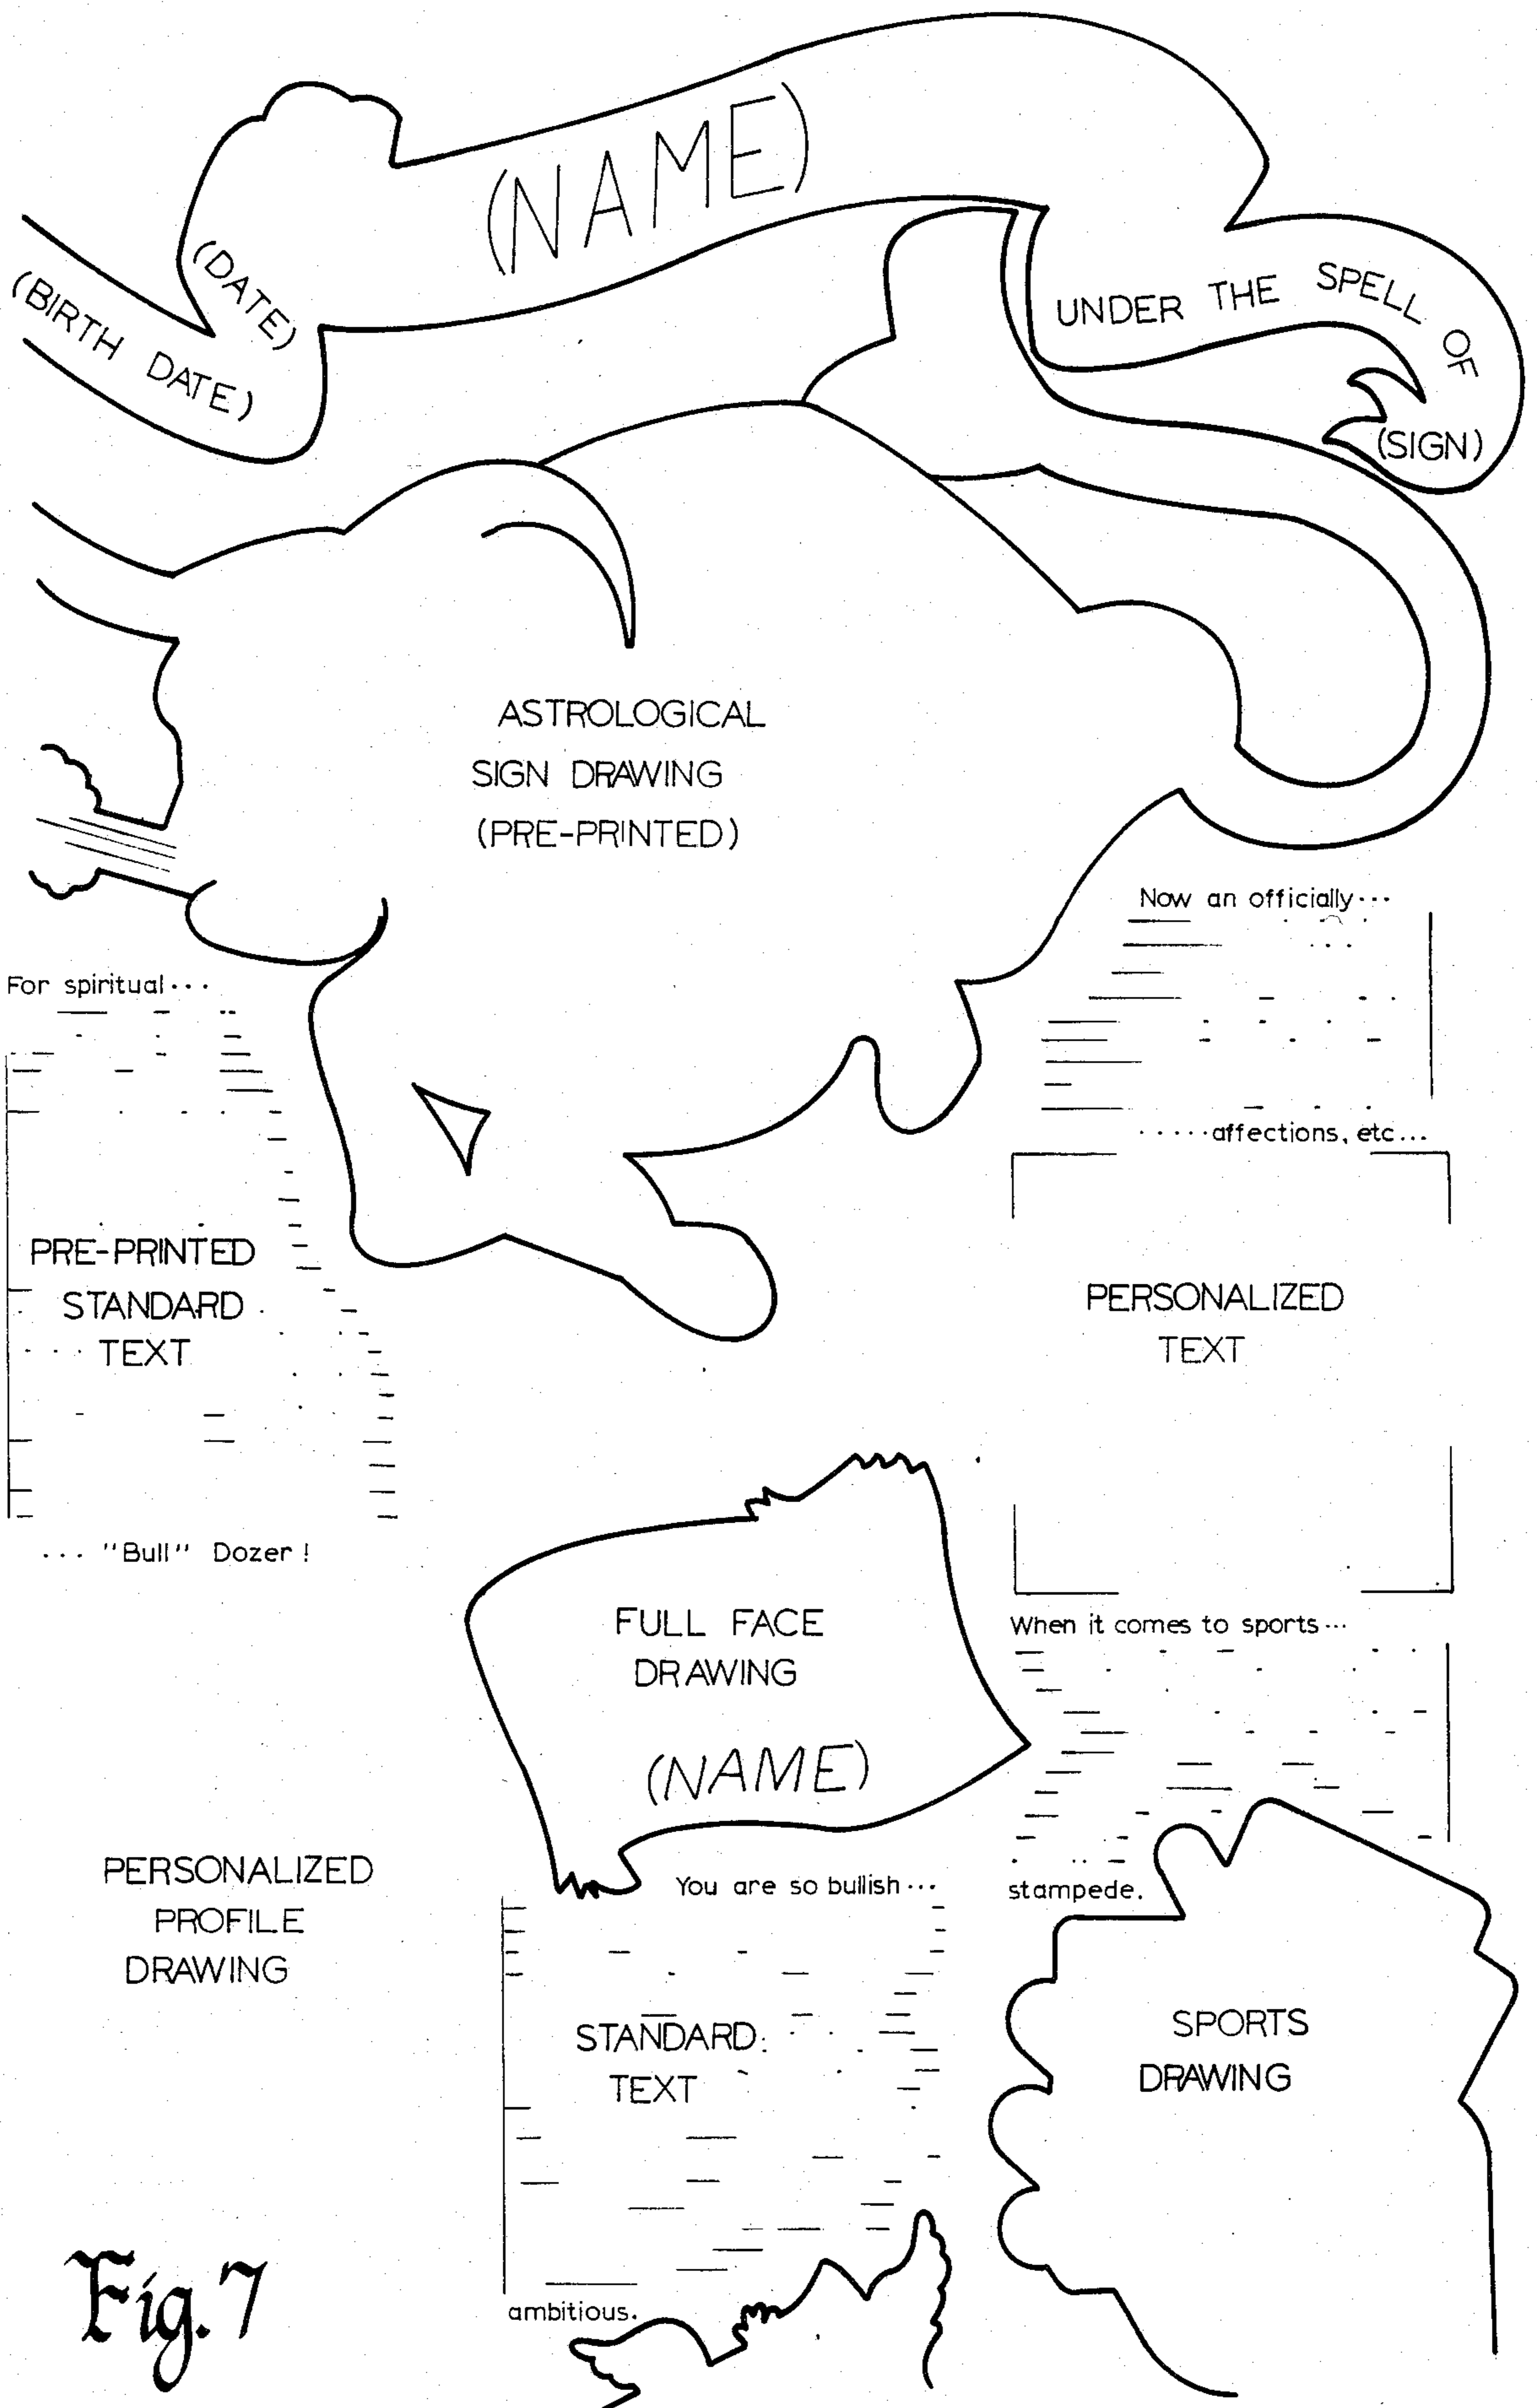 (NAME)
(DATE)
(BIRTH DATE)
UNDER THE SPELL OF
(SIGN)
ASTROLOGICAL
SIGN DRAWING
(PRE-PRINTED)
Now an officially...
.....affections, etc...
For spiritual...
PRE-PRINTED
STANDARD
TEXT
... "Bull" Dozer!
PERSONALIZED
TEXT
FULL FACE
DRAWING
(NAME)
When it comes to sports...
stampede.
PERSONALIZED
PROFILE
DRAWING
You are so bullish...
STANDARD
TEXT
ambitious.
SPORTS
DRAWING
Fig. 7